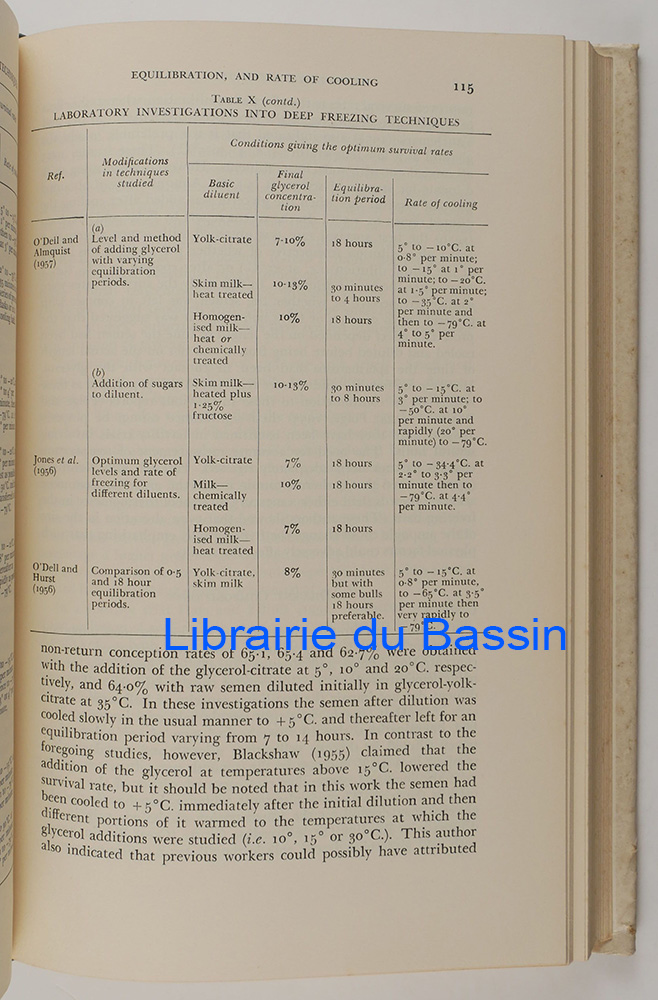 EQUILIBRATION, AND RATE OF COOLING 115
TABLE X (contd.)
LABORATORY INVESTIGATIONS INTO DEEP FREEZING TECHNIQUES
Ref.
Modifications
in techniques
studied
Conditions giving the optimum survival rates
Basic
diluent
Final
glycerol
concentra-
tion
Equilibra-
tion period
Rate of cooling
O'Dell and
Almquist
(1957)
(a)
Level and method
of adding glycerol
with varying
equilibration
periods.
Yolk-citrate
7·10%
18 hours
Skim milk—
heat treated
10·13%
30 minutes
to 4 hours
Homogen-
ised milk—
heat or
chemically
treated
10%
18 hours
5° to — 10°C. at
0·8° per minute;
to — 15° at 1° per
minute; to — 20°C.
at 1·5° per minute;
to — 35°C. at 2°
per minute and
then to — 79°C. at
4° to 5° per
minute.
(b)
Addition of sugars
to diluent.
Skim milk—
heated plus
1·25%
fructose
10·13%
30 minutes
to 8 hours
5° to — 15°C. at
3° per minute; to
— 50°C. at 10°
per minute and
rapidly (20° per
minute) to — 79°C.
Jones et al.
(1956)
Optimum glycerol
levels and rate of
freezing for
different diluents.
Yolk-citrate
7%
18 hours
Milk—
chemically
treated
10%
18 hours
Homogen-
ised milk—
heat treated
7%
18 hours
5° to — 34·4°C. at
2·2° to 3·3° per
minute then to
— 79°C. at 4·4°
per minute.
O'Dell and
Hurst
(1956)
Comparison of 0·5
and 18 hour
equilibration
periods.
Yolk-citrate,
skim milk
8%
30 minutes
but with
some bulls
18 hours
preferable.
5° to — 15°C. at
0·8° per minute,
to — 65°C. at 3·5°
per minute then
very rapidly to
— 79°C.
Librairie du Bassin
non-return conception rates of 65·1, 65·4 and 62·7% were obtained
with the addition of the glycerol-citrate at 5°, 10° and 20°C. respec-
tively, and 64·0% with raw semen diluted initially in glycerol-yolk-
citrate at 35°C. In these investigations the semen after dilution was
cooled slowly in the usual manner to + 5°C. and thereafter left for an
equilibration period varying from 7 to 14 hours. In contrast to the
foregoing studies, however, Blackshaw (1955) claimed that the
addition of the glycerol at temperatures above 15°C. lowered the
survival rate, but it should be noted that in this work the semen had
been cooled to + 5°C. immediately after the initial dilution and then
different portions of it warmed to the temperatures at which the
glycerol additions were studied (i.e. 10°, 15° or 30°C.). This author
also indicated that previous workers could possibly have attributed